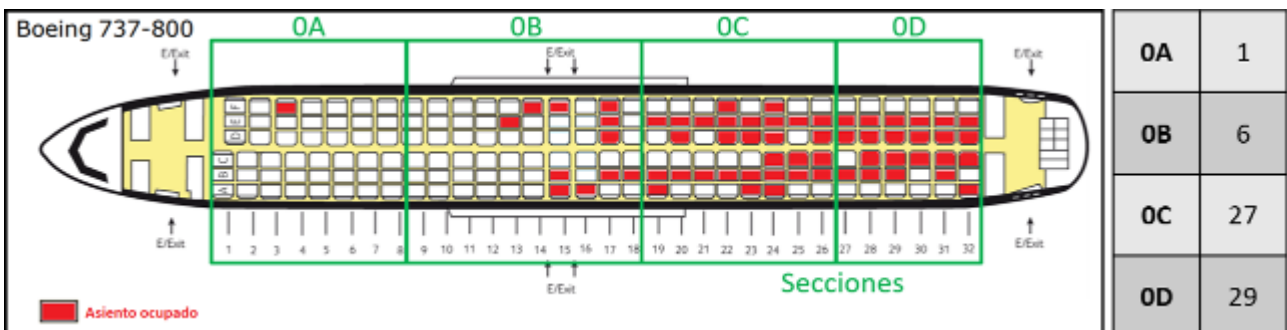 Boeing 737-800
0A 0B 0C 0D
E/Exit E/Exit E/Exit
F
E
D
C
B
A
1 2 3 4 5 6 7 8 9 10 11 12 13 14 15 16 17 18 19 20 21 22 23 24 25 26 27 28 29 30 31 32
E/Exit E/Exit E/Exit
Secciones
Asiento ocupado
0A 1
0B 6
0C 27
0D 29